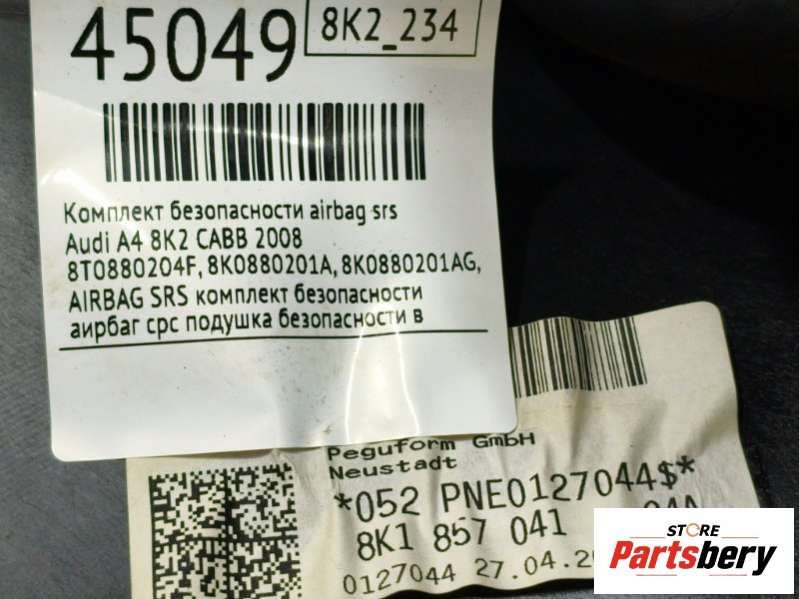 45049
8K2_234
Комплект безопасности airbag srs
Audi A4 8K2 CABB 2008
8T0880204F, 8K0880201A, 8K0880201AG,
AIRBAG SRS комплект безопасности
аирбаг срс подушка безопасности в
Peguform GmbH
Neustadt
*052 PNE0127044$*
8K1 857 041
0127044 27.04.
STORE
Partsbery